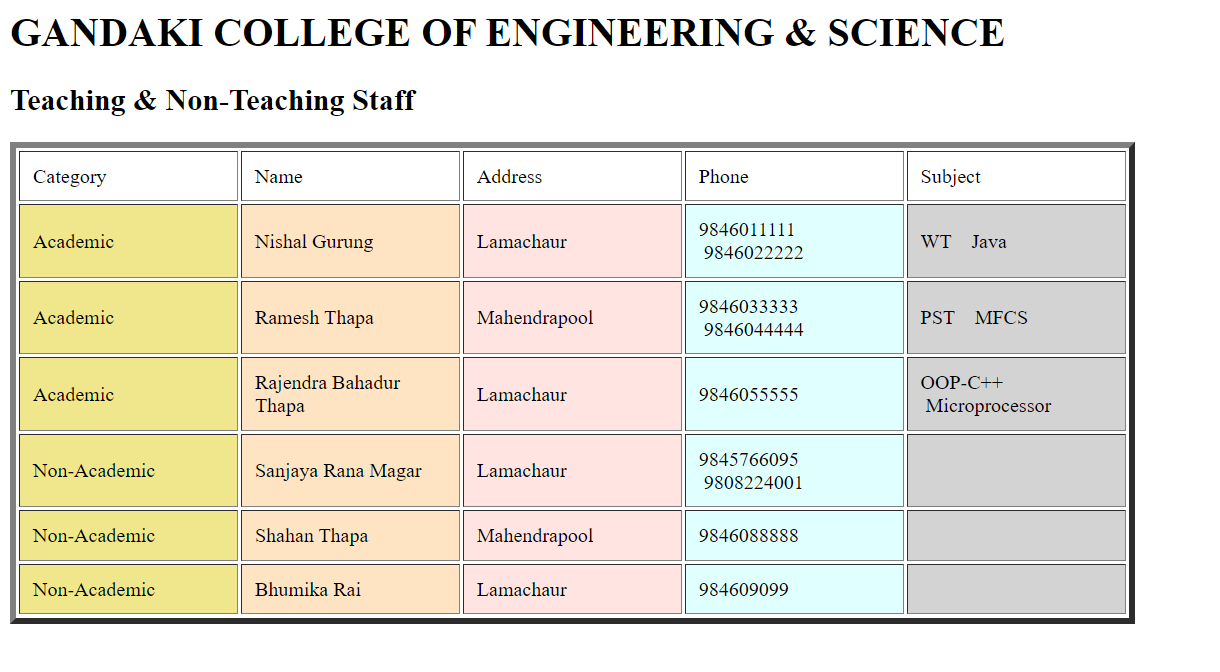 GANDAKI COLLEGE OF ENGINEERING & SCIENCE
Teaching & Non-Teaching Staff
Category Name Address Phone Subject
Academic Nishal Gurung Lamachaur 9846011111 WT Java
9846022222
Academic Ramesh Thapa Mahendrapool 9846033333 PST MFCS
9846044444
Academic Rajendra Bahadur Lamachaur 9846055555 OOP-C++
Thapa Microprocessor
Non-Academic Sanjaya Rana Magar Lamachaur 9845766095
9808224001
Non-Academic Shahan Thapa Mahendrapool 9846088888
Non-Academic Bhumika Rai Lamachaur 984609099